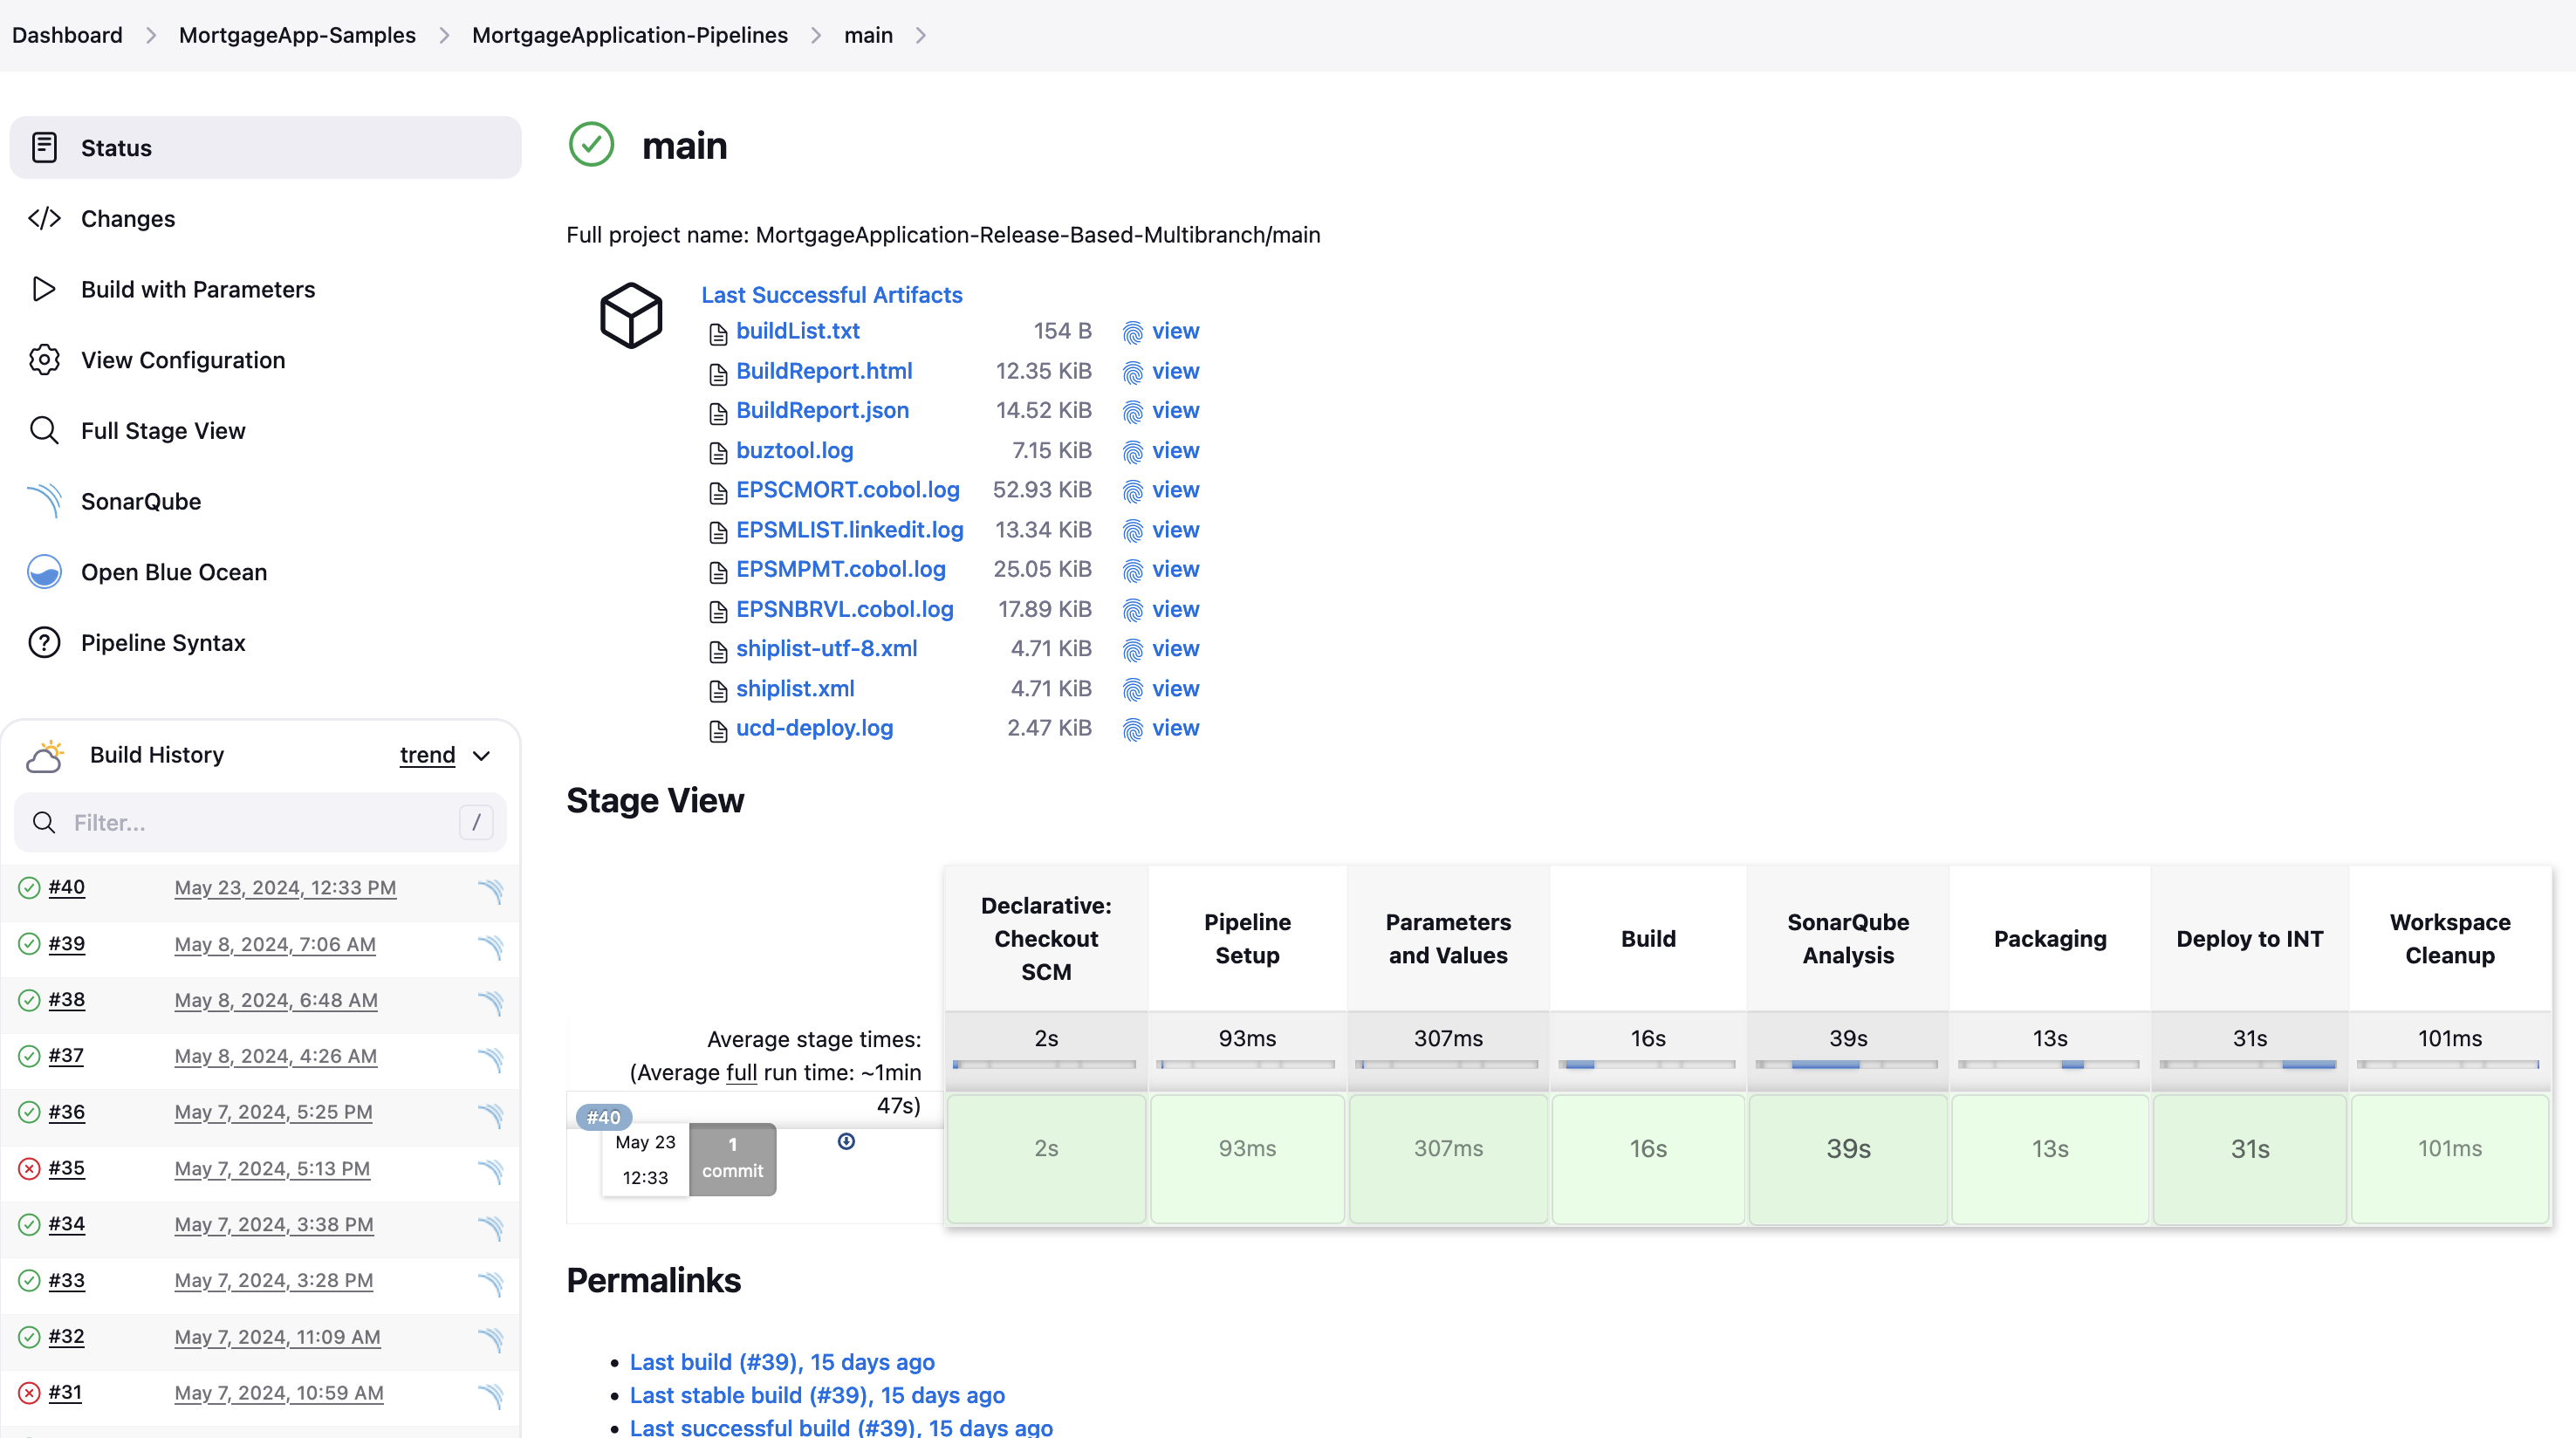 Dashboard > MortgageApp-Samples > MortgageApplication-Pipelines > main >
Status
Changes
Build with Parameters
View Configuration
Full Stage View
SonarQube
Open Blue Ocean
Pipeline Syntax
Build History trend
Filter... /
#40 May 23, 2024, 12:33 PM
#39 May 8, 2024, 7:06 AM
#38 May 8, 2024, 6:48 AM
#37 May 8, 2024, 4:26 AM
#36 May 7, 2024, 5:25 PM
#35 May 7, 2024, 5:13 PM
#34 May 7, 2024, 3:38 PM
#33 May 7, 2024, 3:28 PM
#32 May 7, 2024, 11:09 AM
#31 May 7, 2024, 10:59 AM
main
Full project name: MortgageApplication-Release-Based-Multibranch/main
Last Successful Artifacts
buildList.txt 154 B view
BuildReport.html 12.35 KiB view
BuildReport.json 14.52 KiB view
buztool.log 7.15 KiB view
EPSCMORT.cobol.log 52.93 KiB view
EPSMLIST.linkedit.log 13.34 KiB view
EPSMPMT.cobol.log 25.05 KiB view
EPSNBRVL.cobol.log 17.89 KiB view
shiplist-utf-8.xml 4.71 KiB view
shiplist.xml 4.71 KiB view
ucd-deploy.log 2.47 KiB view
Stage View
Declarative:
Checkout
SCM
Pipeline
Setup
Parameters
and Values
Build
SonarQube
Analysis
Packaging
Deploy to INT
Workspace
Cleanup
Average stage times:
(Average full run time: ~1min
47s)
2s 93ms 307ms 16s 39s 13s 31s 101ms
#40
May 23
12:33
1
commit
2s 93ms 307ms 16s 39s 13s 31s 101ms
Permalinks
• Last build (#39), 15 days ago
• Last stable build (#39), 15 days ago
• Last successful build (#39), 15 days ago